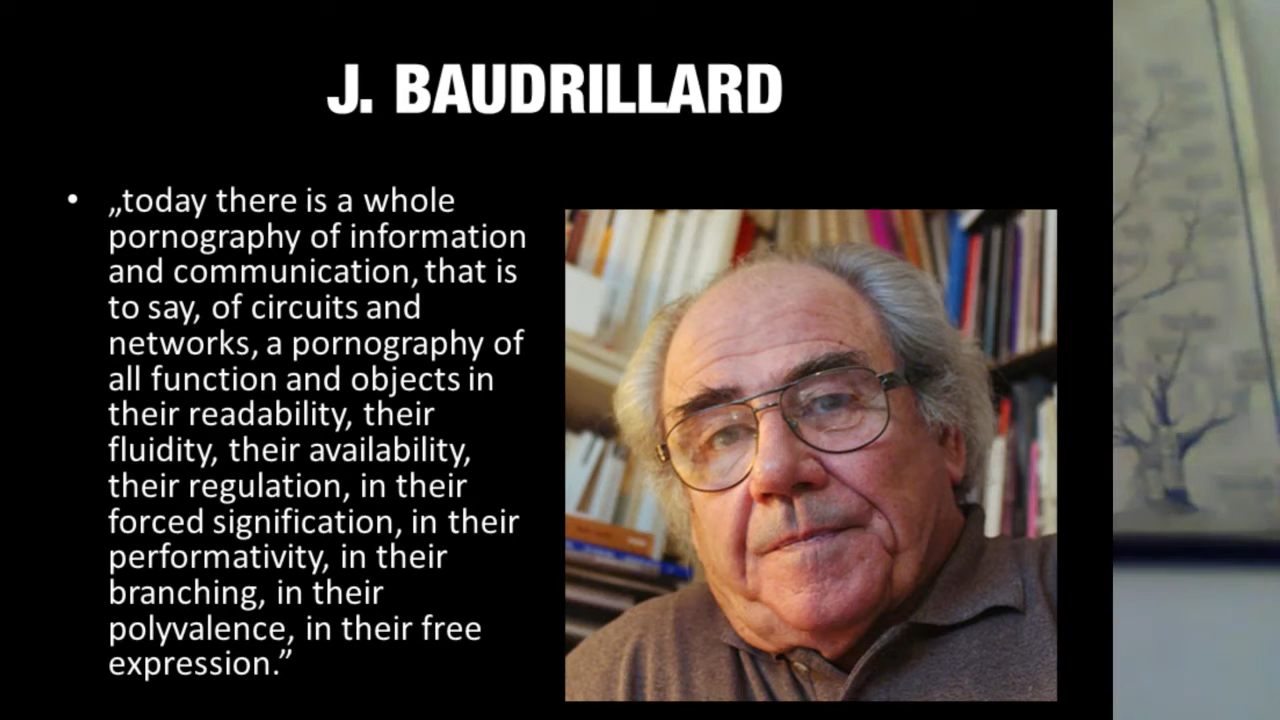 J. BAUDRILLARD
• „today there is a whole
pornography of information
and communication, that is
to say, of circuits and
networks, a pornography of
all function and objects in
their readability, their
fluidity, their availability,
their regulation, in their
forced signification, in their
performativity, in their
branching, in their
polyvalence, in their free
expression.”